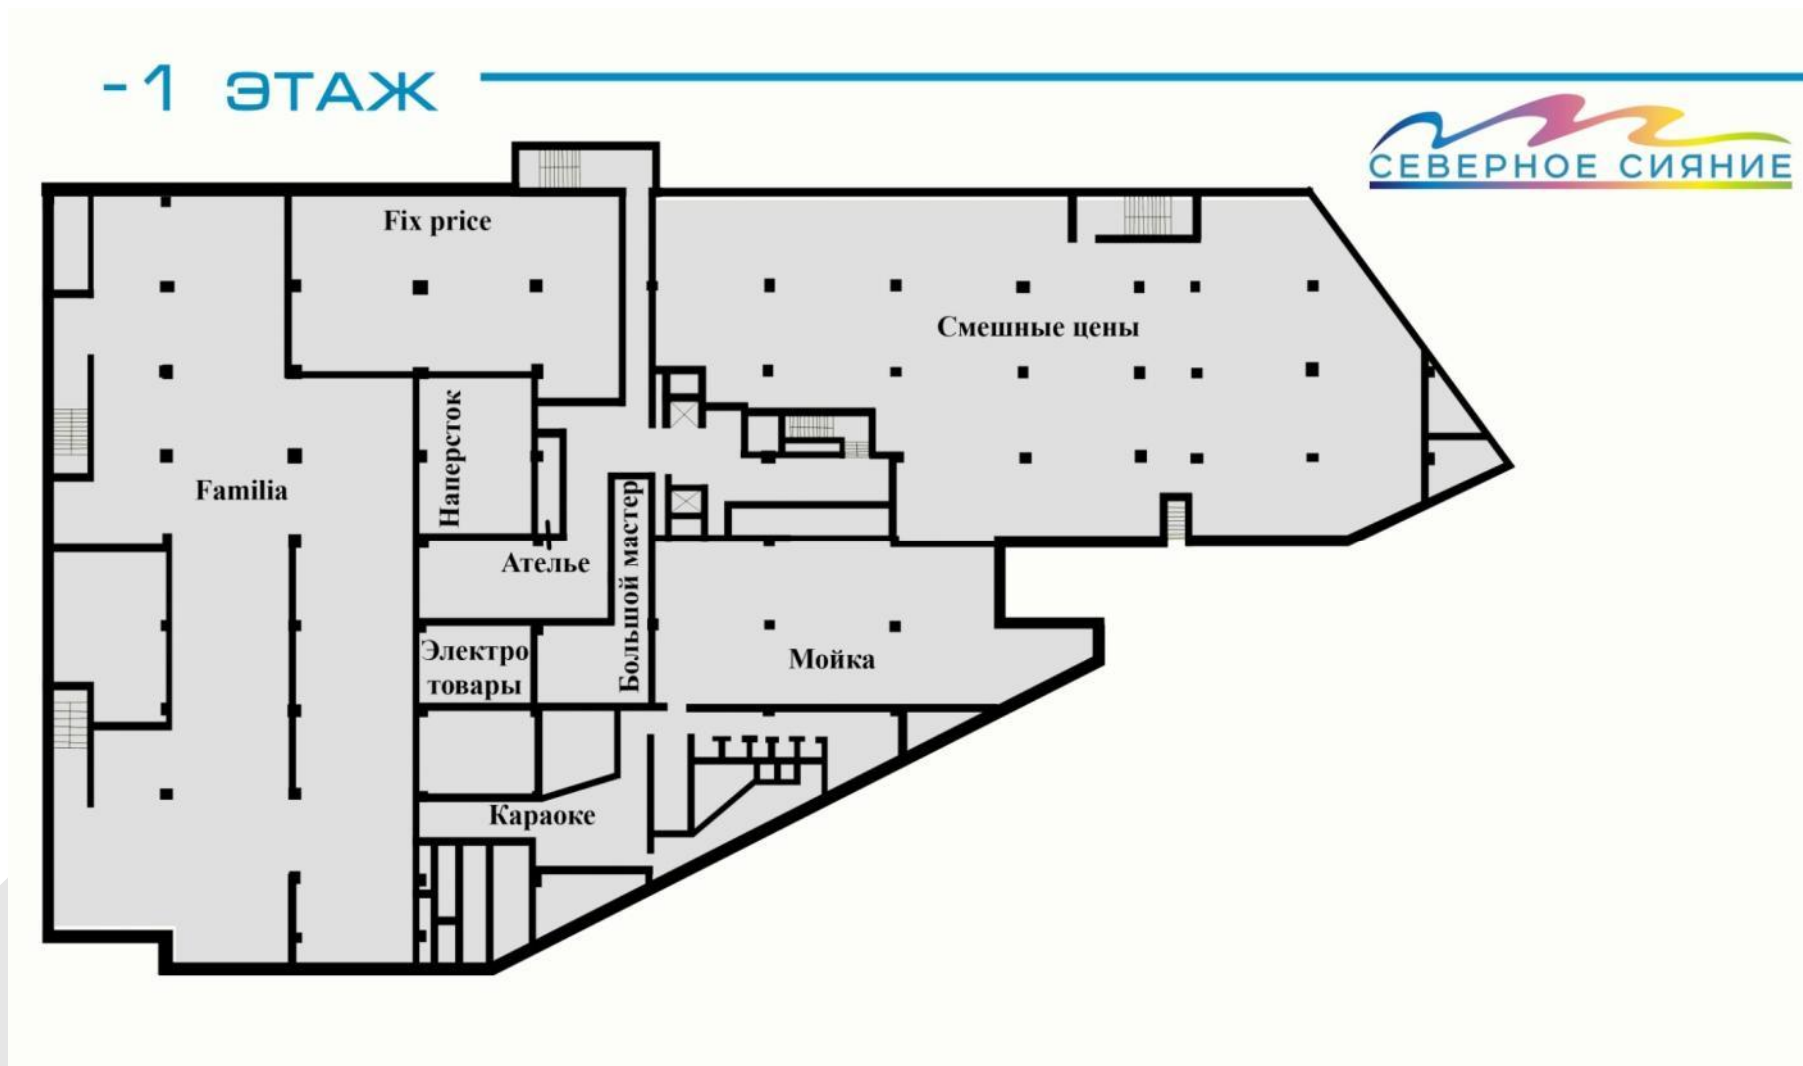 -1 ЭТАЖ
СЕВЕРНОЕ СИЯНИЕ
Fix price
Смешные цены
Наперсток
Familia
Большой мастер
Ателье
Электро
товары
Мойка
Караоке